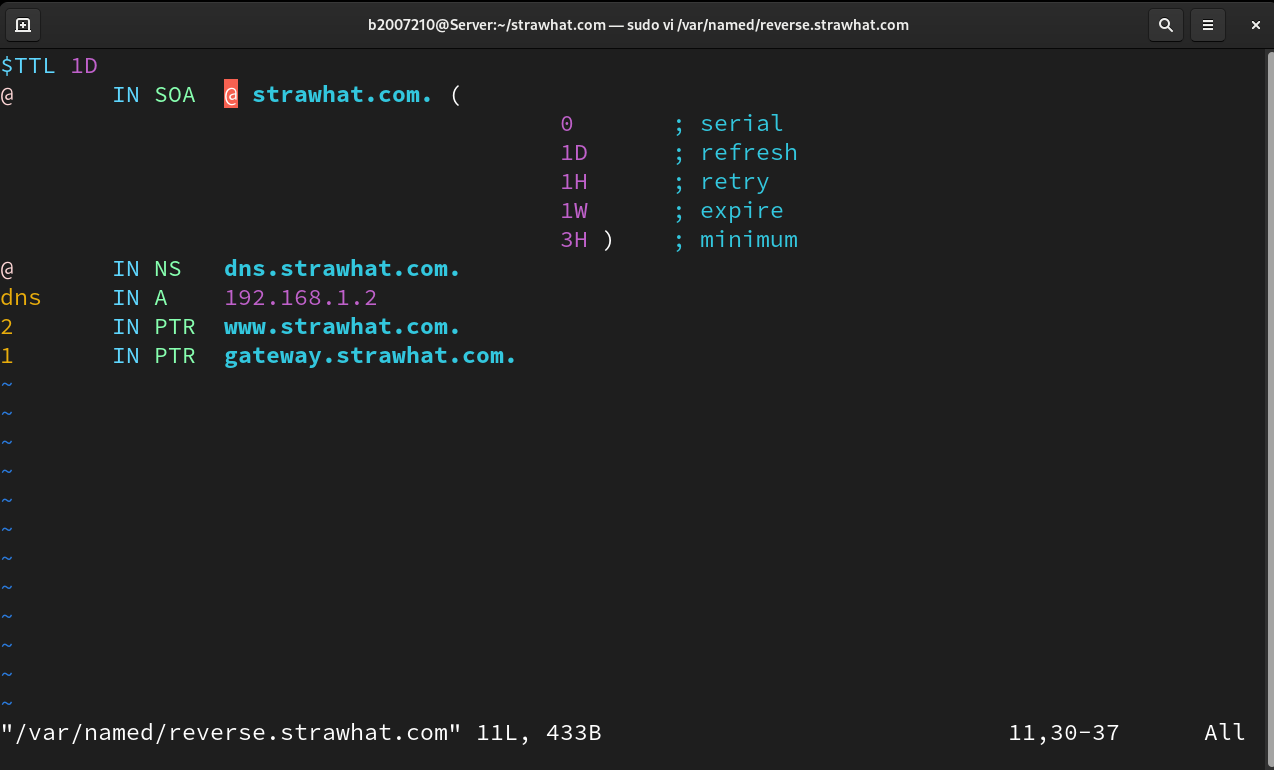 b2007210@Server:~/strawhat.com — sudo vi /var/named/reverse.strawhat.com
$TTL 1D
@       IN SOA  @ strawhat.com. (
                                        0       ; serial
                                        1D      ; refresh
                                        1H      ; retry
                                        1W      ; expire
                                        3H )    ; minimum
@       IN NS   dns.strawhat.com.
dns     IN A    192.168.1.2
2       IN PTR  www.strawhat.com.
1       IN PTR  gateway.strawhat.com.
~
~
~
~
~
~
~
~
~
~
~
~
"/var/named/reverse.strawhat.com" 11L, 433B                             11,30-37      All